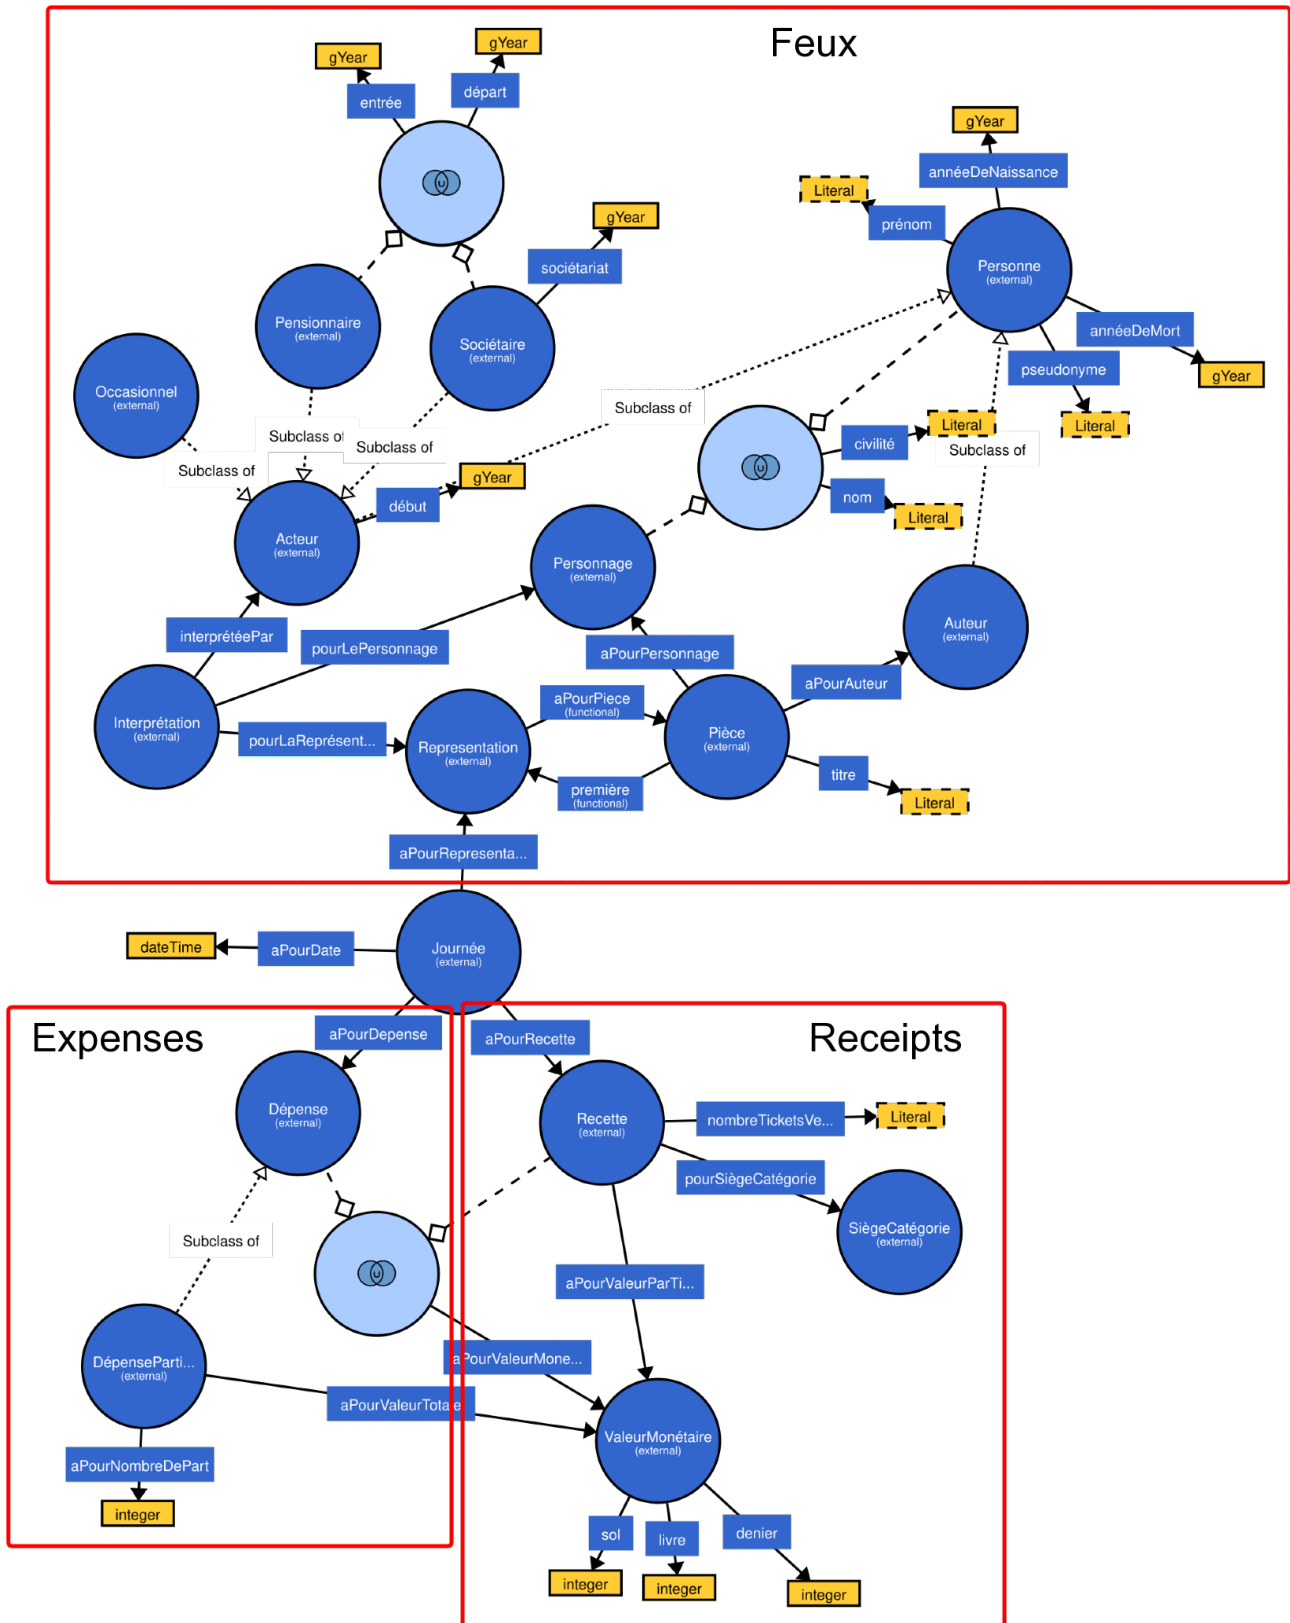 Feux
gYear
gYear
entrée
départ
gYear
annéeDeNaissance
Literal
prénom
gYear
sociétariat
Personne
(external)
Pensionnaire
(external)
Sociétaire
(external)
annéeDeMort
pseudonyme
gYear
Occasionnel
(external)
Subclass of
Literal
Literal
civilité
Subclass of
Subclass of
Subclass of
Subclass of
gYear
début
nom
Literal
Acteur
(external)
Personnage
(external)
Auteur
(external)
interprétéePar
pourLePersonnage
aPourPersonnage
aPourAuteur
aPourPiece
(functional)
Interprétation
(external)
pourLaReprésent...
Representation
(external)
Pièce
(external)
titre
première
(functional)
Literal
aPourRepresenta...
dateTime
aPourDate
Journée
(external)
Expenses
aPourDepense
aPourRecette
Receipts
Dépense
(external)
Recette
(external)
nombreTicketsVe...
Literal
pourSiègeCatégorie
SiègeCatégorie
(external)
Subclass of
aPourValeurParTi...
DépenseParti...
(external)
aPourValeurMone...
aPourValeurTotale
ValeurMonétaire
(external)
aPourNombreDePart
integer
sol
livre
denier
integer
integer
integer